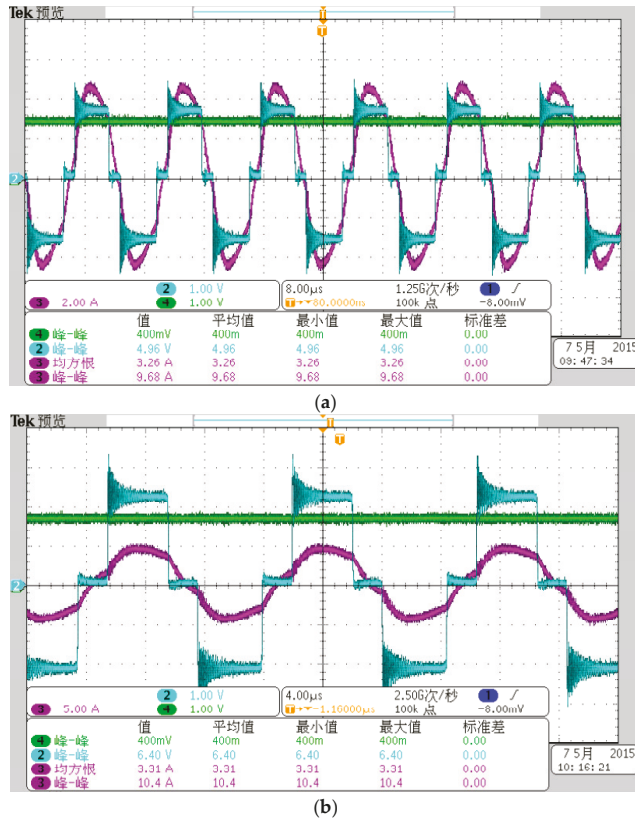 Tek 预览
T
T
2
2 1.00 V
3 2.00 A
4 1.00 V
8.00µs
T→▼80.0000ns
1.25G次/秒
100k 点
1 ∫
-8.00mV
值 平均值 最小值 最大值 标准差
4 峰-峰 400mV 400m 400m 400m 0.00
2 峰-峰 4.96 V 4.96 4.96 4.96 0.00
3 均方根 3.26 A 3.26 3.26 3.26 0.00
3 峰-峰 9.68 A 9.68 9.68 9.68 0.00
7 5月 2015
09:47:34
(a)
Tek 预览
T
T
2
2 1.00 V
3 5.00 A
4 1.00 V
4.00µs
T→▼-1.16000µs
2.50G次/秒
100k 点
1 ∫
-8.00mV
值 平均值 最小值 最大值 标准差
4 峰-峰 400mV 400m 400m 400m 0.00
2 峰-峰 6.40 V 6.40 6.40 6.40 0.00
3 均方根 3.31 A 3.31 3.31 3.31 0.00
3 峰-峰 10.4 A 10.4 10.4 10.4 0.00
7 5月 2015
10:16:21
(b)